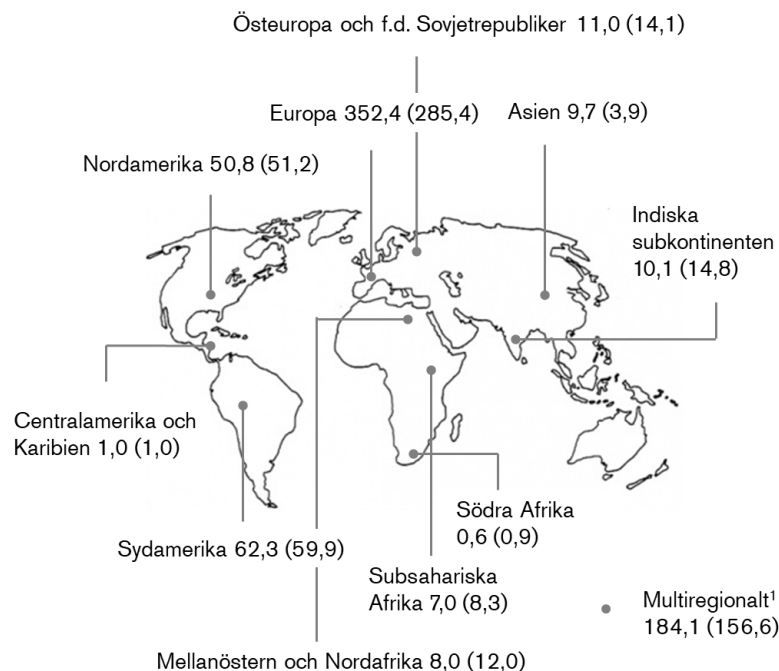 Östeuropa och f.d. Sovjetrepubliker 11,0 (14,1)
Europa 352,4 (285,4)
Asien 9,7 (3,9)
Nordamerika 50,8 (51,2)
Indiska
subkontinenten
10,1 (14,8)
Centralamerika och
Karibien 1,0 (1,0)
Södra Afrika
0,6 (0,9)
Sydamerika 62,3 (59,9)
Subsahariska
Afrika 7,0 (8,3)
Multiregionalt¹
184,1 (156,6)
Mellanöstern och Nordafrika 8,0 (12,0)